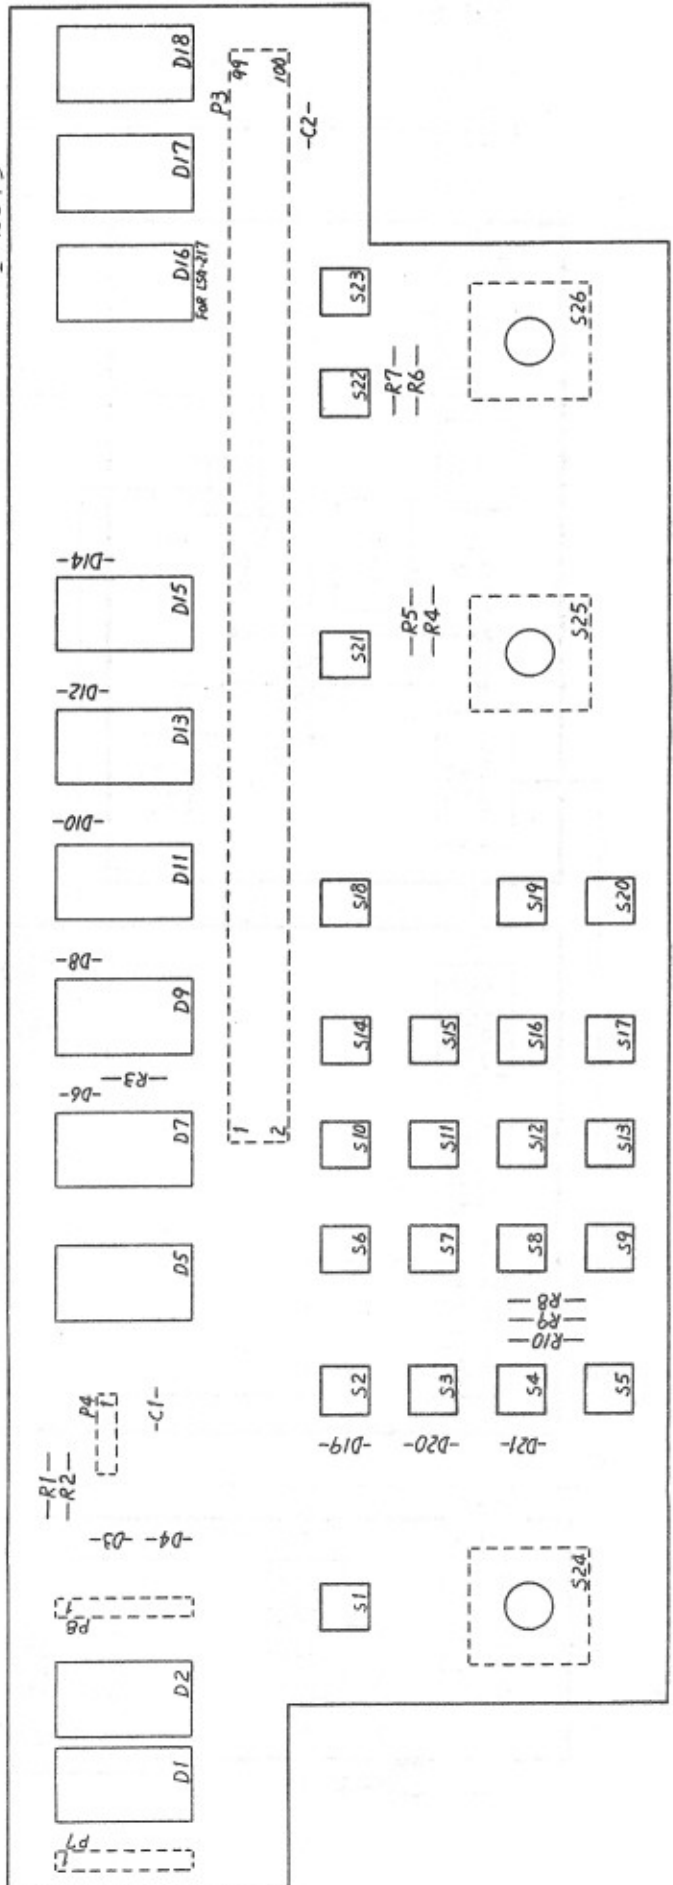 D18
D17
D16
FOR LSA-217
P3
99
100
-C2-
S23
S22
-R7-
-R6-
S26
-D14-
D15
-D12-
D13
S21
-R5-
-R4-
S25
-D10-
D11
-D8-
D9
-R3-
-D6-
D7
1
2
S18
S19
S20
S14
S15
S16
S17
S10
S11
S12
S13
D5
S6
S7
S8
S9
-R8-
-R9-
-R10-
P4
1
-C1-
-R1-
-R2-
S2
S3
S4
S5
-D19-
-D20-
-D21-
-D3-
-D4-
P8
1
S1
S24
D2
D1
P7
1